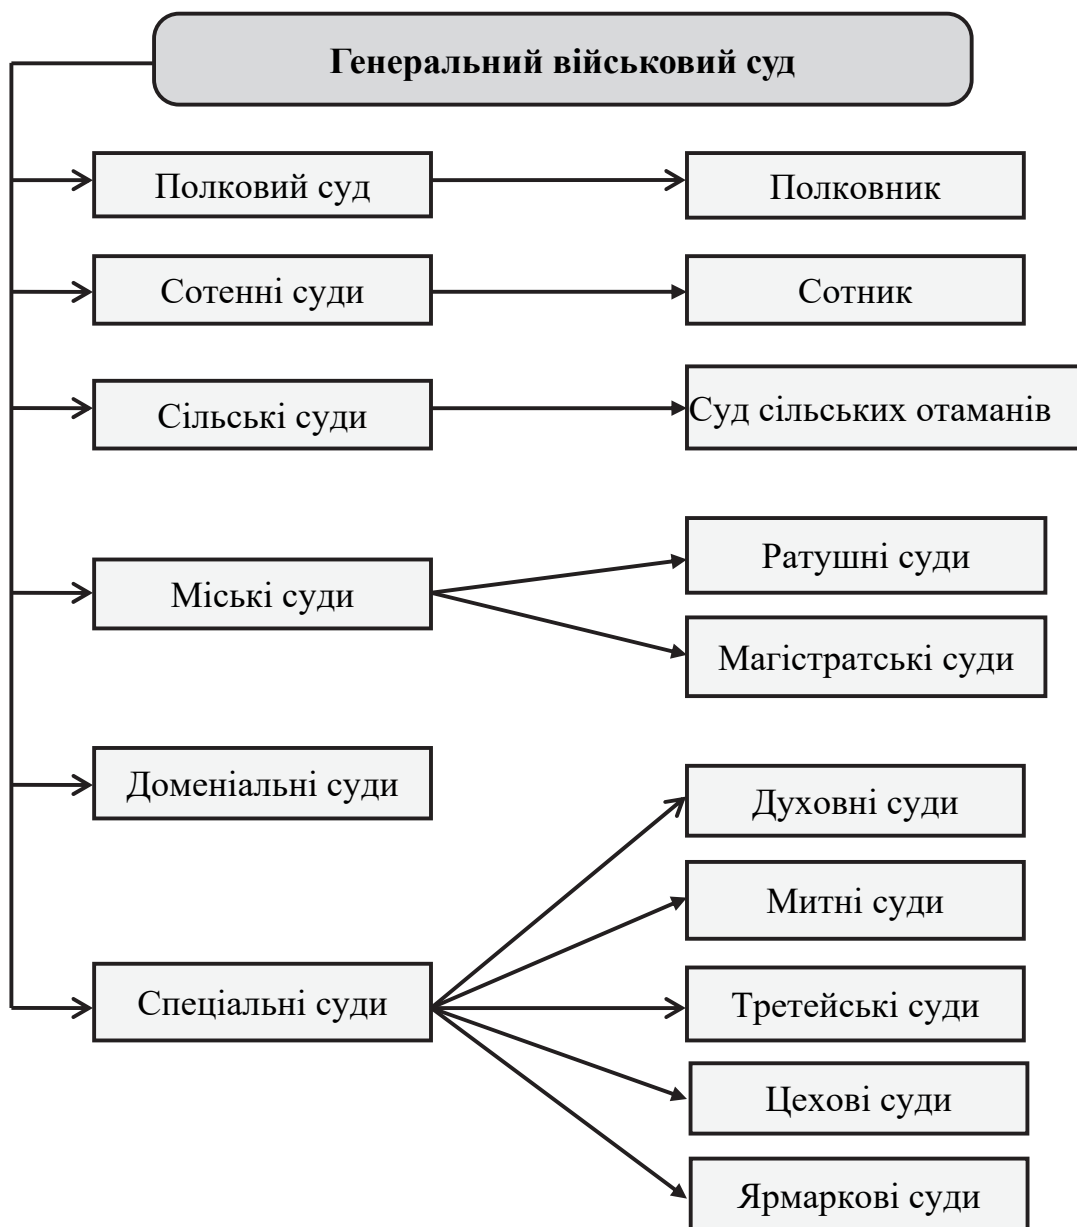 Генеральний військовий суд
Полковий суд
Полковник
Сотенні суди
Сотник
Сільські суди
Суд сільських отаманів
Міські суди
Ратушні суди
Магістратські суди
Доменіальні суди
Спеціальні суди
Духовні суди
Митні суди
Третейські суди
Цехові суди
Ярмаркові суди